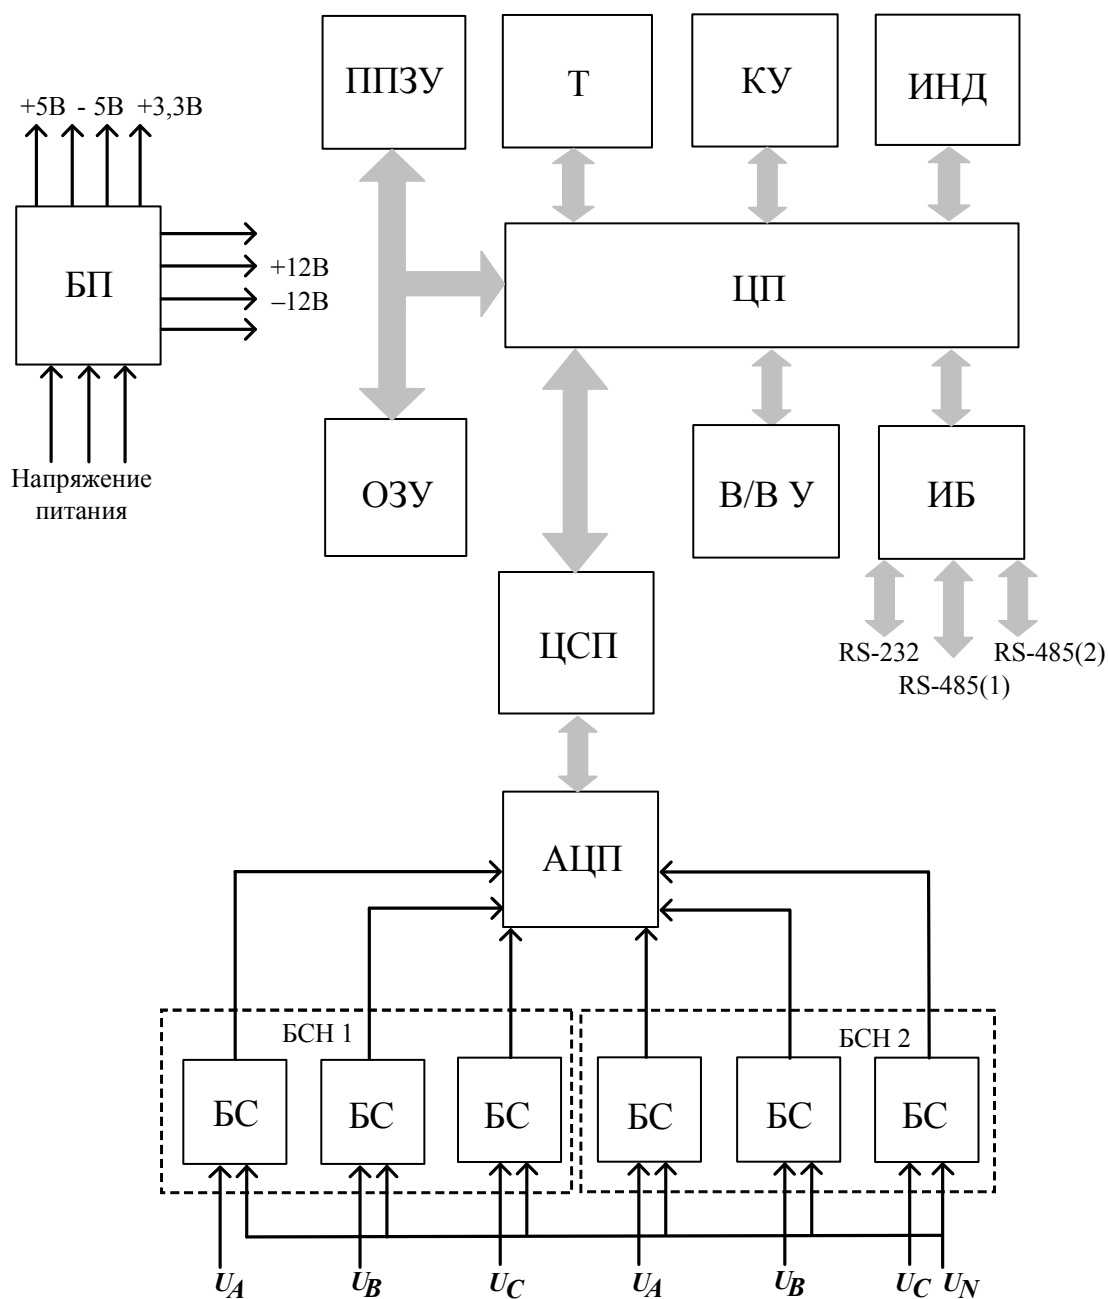 ППЗУ
Т
КУ
ИНД
+5В - 5В +3,3В
БП
+12В
–12В
ЦП
Напряжение
питания
ОЗУ
В/В У
ИБ
ЦСП
RS-232
RS-485(2)
RS-485(1)
АЦП
БСН 1
БСН 2
БС
БС
БС
БС
БС
БС
UA
UB
UC
UA
UB
UC
UN